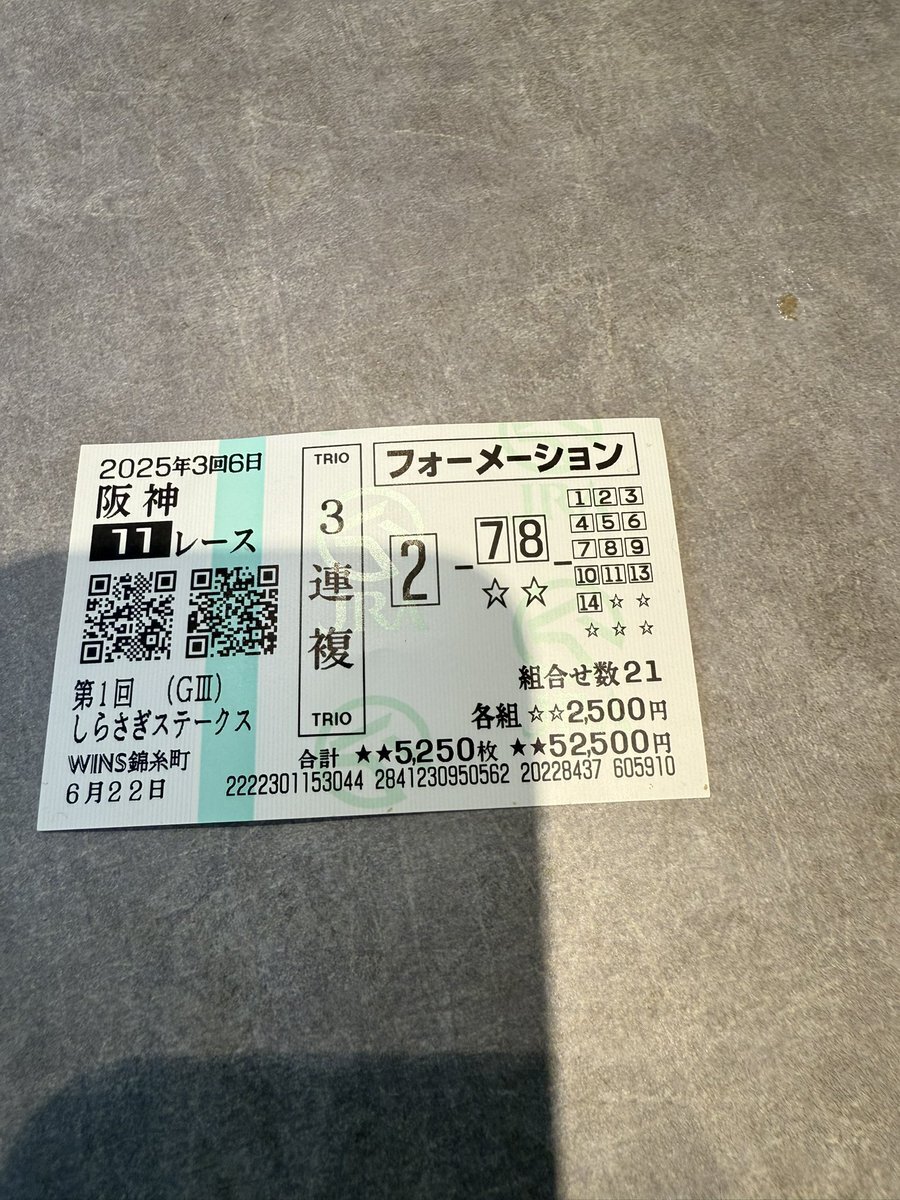 2025年3回6日
阪神
11レース
第1回 （GⅢ）
しらさぎステークス
WINS錦糸町
6月22日
TRIO
3連複
TRIO
フォーメーション
2 - 7 8 -
☆ ☆
1 2 3
4 5 6
7 8 9
10 11 13
14 ☆ ☆
☆ ☆ ☆
組合せ数21
各組 ☆☆2,500円
合計 ★★5,250枚 ★★52,500円
2222301153044 2841230950562 20228437 605910
JRA